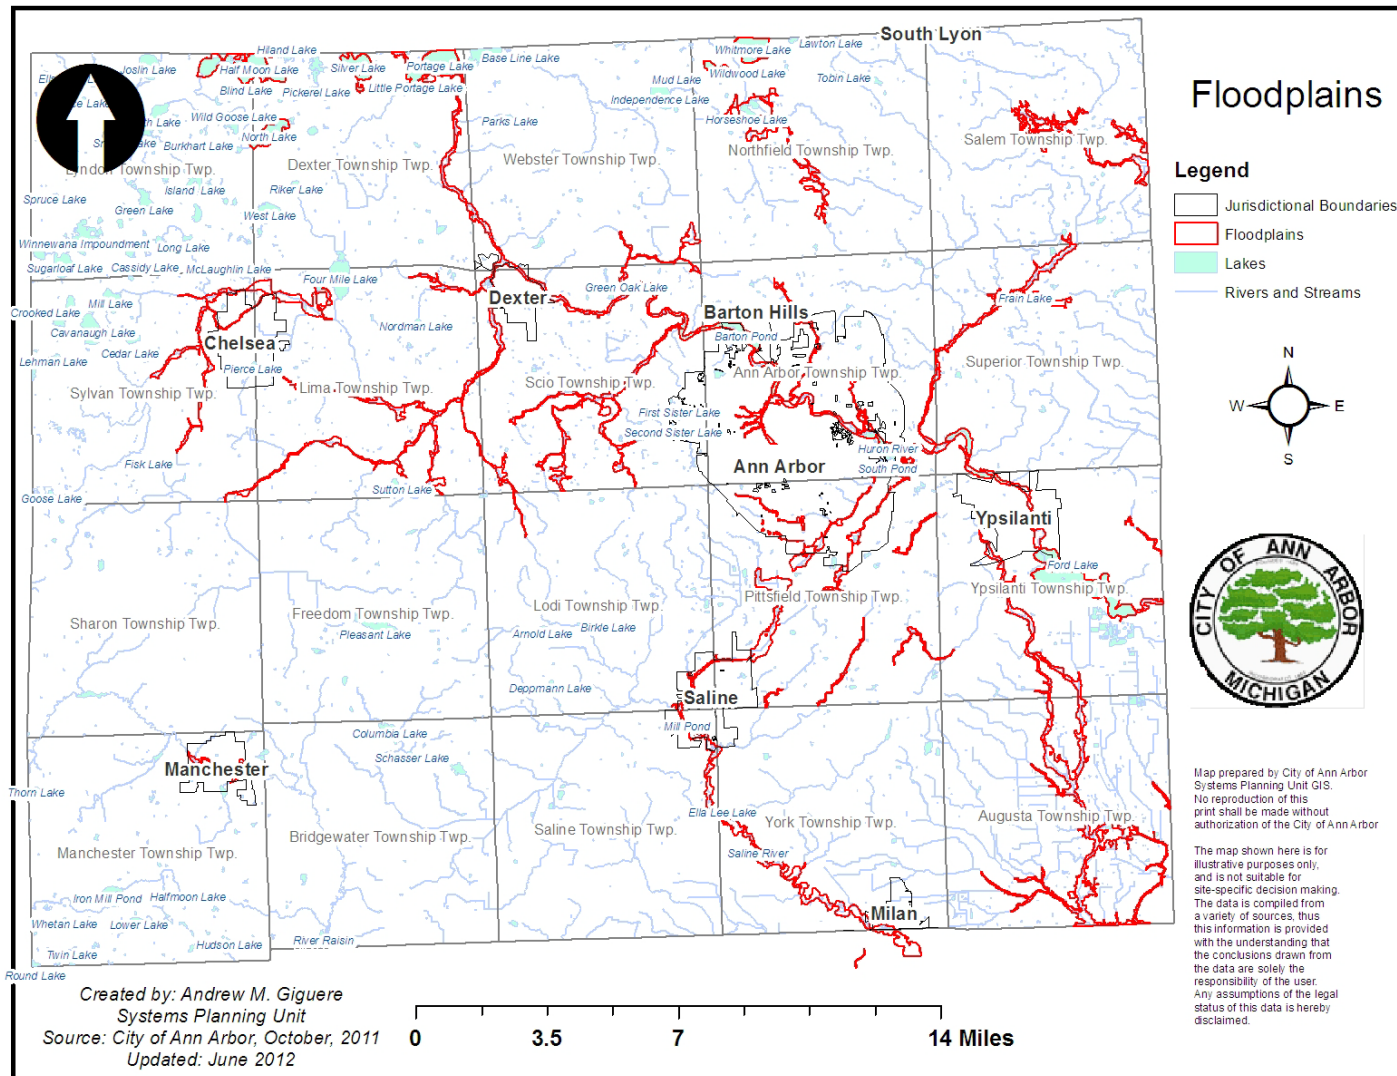 South Lyon
Hiland Lake
Whitmore Lake
Lawton Lake
Base Line Lake
Joslin Lake
Half Moon Lake
Silver Lake
Portage Lake
Mud Lake
Wildwood Lake
Tobin Lake
Blind Lake
Pickerel Lake
Little Portage Lake
Independence Lake
Wild Goose Lake
Parks Lake
Horseshoe Lake
North Lake
Burkhart Lake
Lyndon Township Twp.
Dexter Township Twp.
Webster Township Twp.
Northfield Township Twp.
Salem Township Twp.
Spruce Lake
Island Lake
Riker Lake
Green Lake
West Lake
Winnewana Impoundment
Long Lake
Sugarloaf Lake
Cassidy Lake
McLaughlin Lake
Four Mile Lake
Green Oak Lake
Frain Lake
Mill Lake
Dexter
Barton Hills
Crooked Lake
Cavanaugh Lake
Nordman Lake
Barton Pond
Chelsea
Lehman Lake
Cedar Lake
Pierce Lake
Superior Township Twp.
Sylvan Township Twp.
Lima Township Twp.
Scio Township Twp.
Ann Arbor Township Twp.
First Sister Lake
Second Sister Lake
Huron River
South Pond
Fisk Lake
Ann Arbor
Goose Lake
Sutton Lake
Ypsilanti
Ford Lake
Ypsilanti Township Twp.
Sharon Township Twp.
Freedom Township Twp.
Pleasant Lake
Lodi Township Twp.
Arnold Lake
Birkle Lake
Pittsfield Township Twp.
Deppmann Lake
Saline
Mill Pond
Columbia Lake
Schasser Lake
Manchester
Thorn Lake
Ella Lee Lake
Manchester Township Twp.
Bridgewater Township Twp.
Saline Township Twp.
York Township Twp.
Augusta Township Twp.
Saline River
Iron Mill Pond
Halfmoon Lake
Milan
Whetan Lake
Lower Lake
Hudson Lake
River Raisin
Twin Lake
Round Lake
Floodplains
Legend
Jurisdictional Boundaries
Floodplains
Lakes
Rivers and Streams
N
W
E
S
CITY OF ANN ARBOR
MICHIGAN
Map prepared by City of Ann Arbor
Systems Planning Unit GIS.
No reproduction of this
print shall be made without
authorization of the City of Ann Arbor
The map shown here is for
illustrative purposes only,
and is not suitable for
site-specific decision making.
The data is compiled from
a variety of sources, thus
this information is provided
with the understanding that
the conclusions drawn from
the data are solely the
responsibility of the user.
Any assumptions of the legal
status of this data is hereby
disclaimed.
Created by: Andrew M. Giguere
Systems Planning Unit
Source: City of Ann Arbor, October, 2011
Updated: June 2012
0 3.5 7 14 Miles